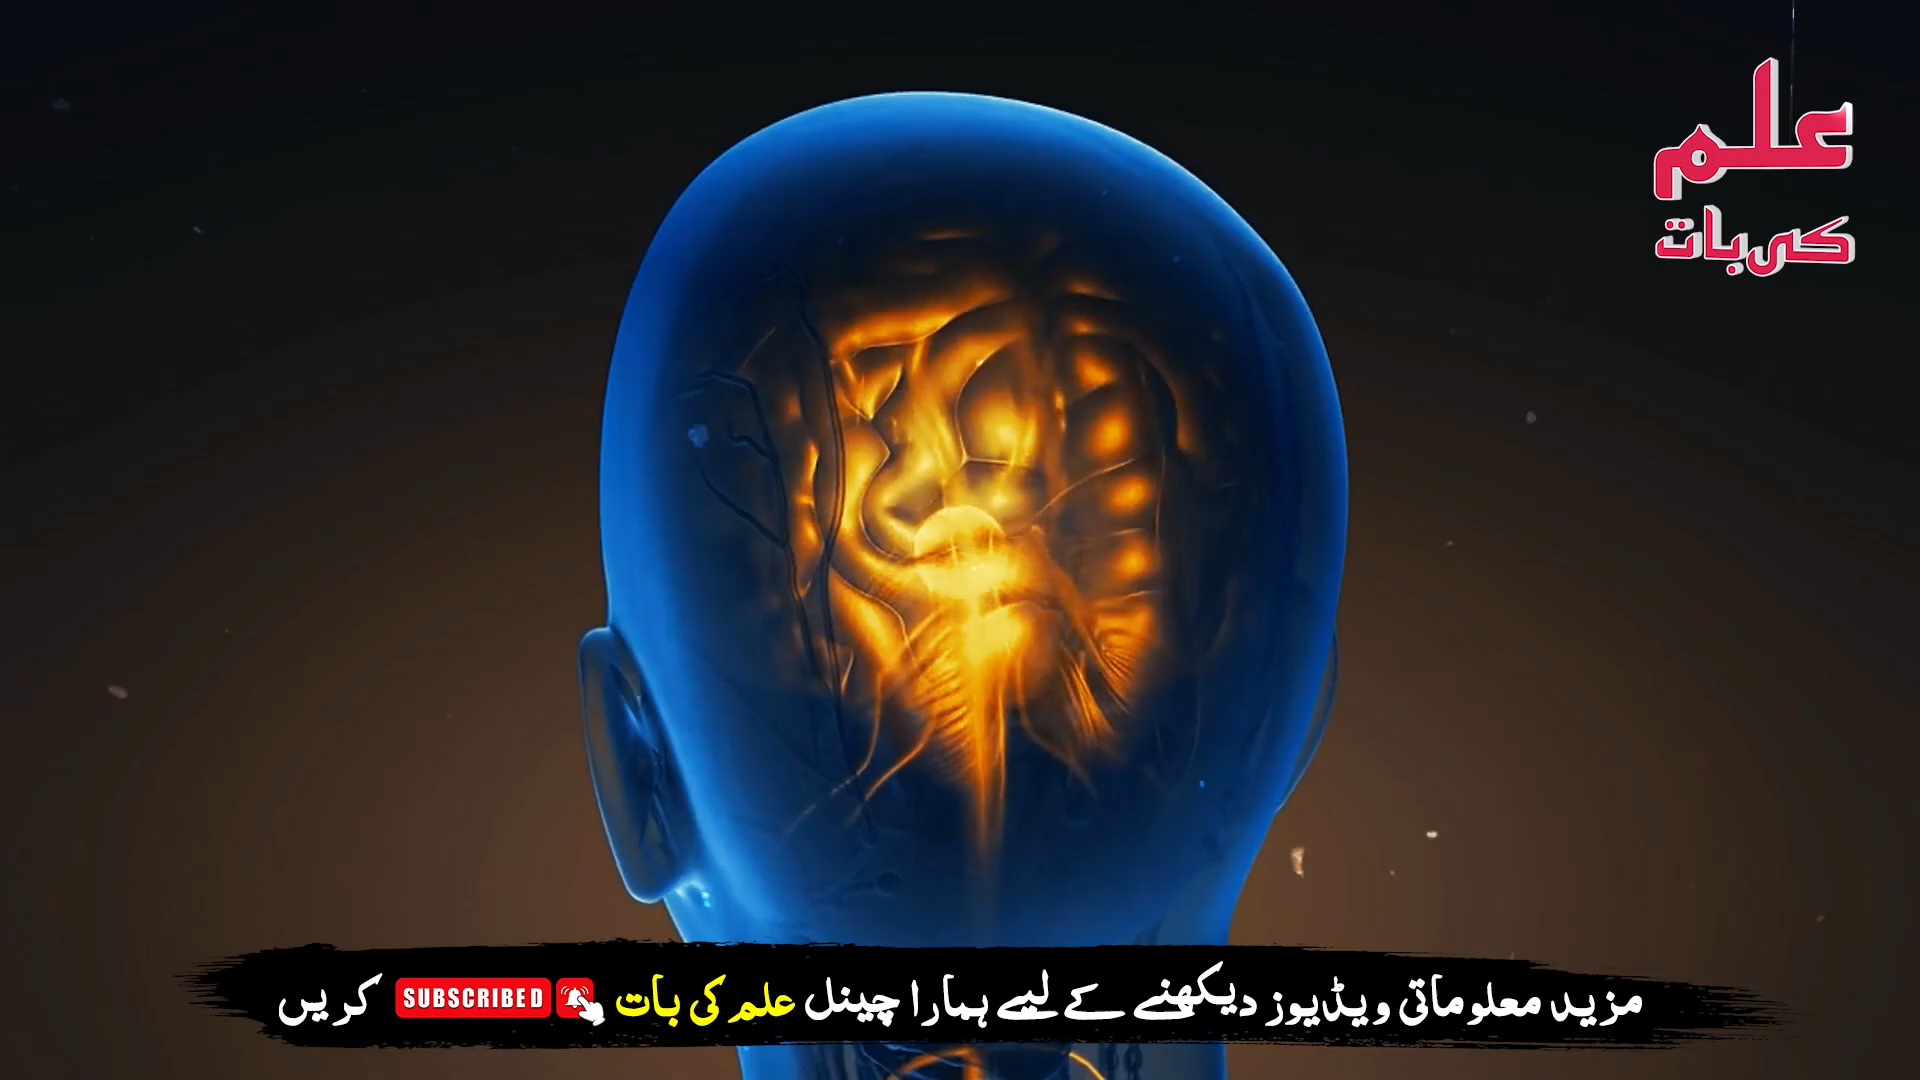 علم
کی بات
مزید معلوماتی ویڈیوز دیکھنے کے لیے ہمارا چینل علم کی بات SUBSCRIBED کریں